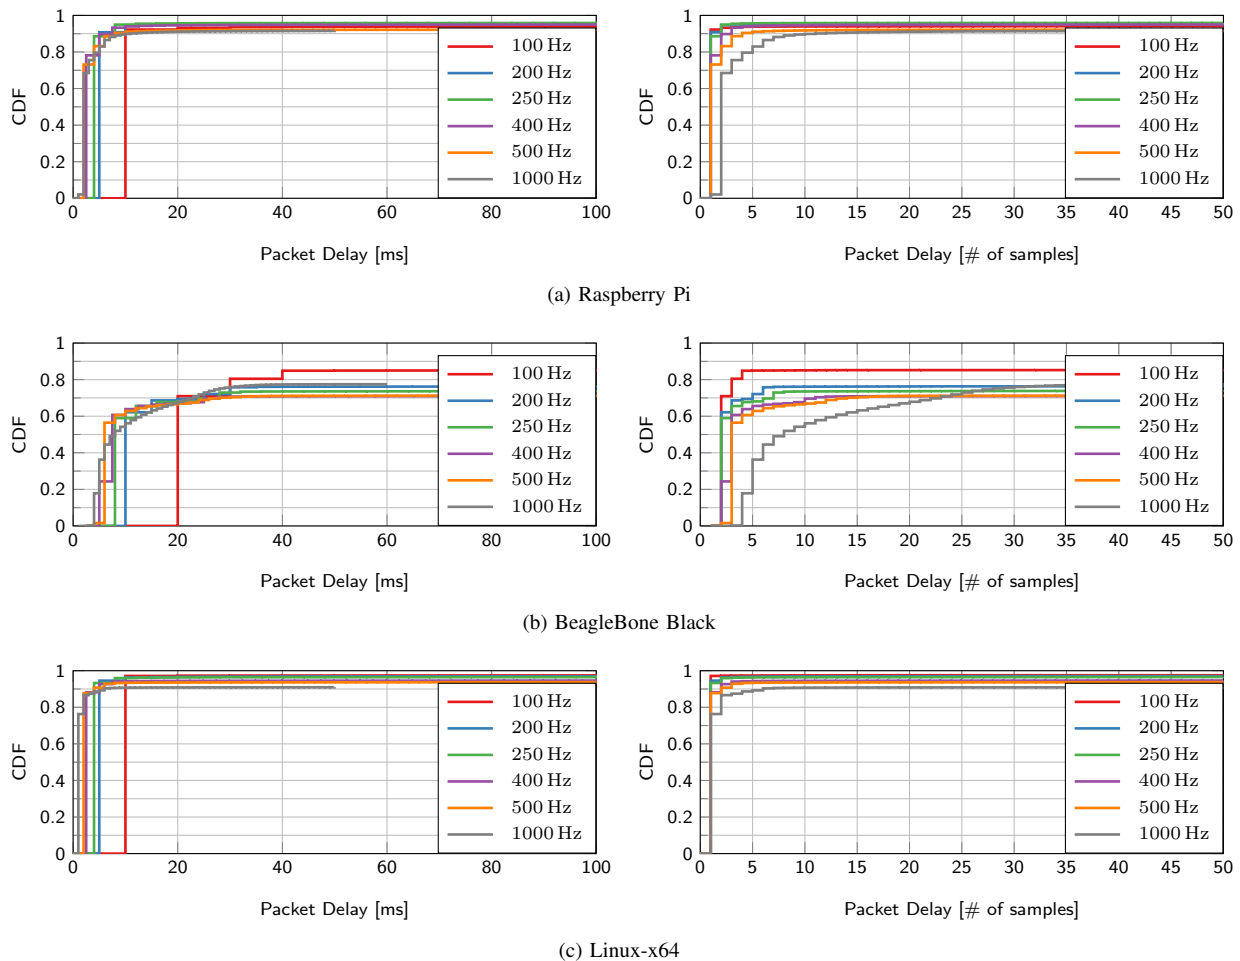 1
0.8
0.6
0.4
0.2
0
CDF
0 20 40 60 80 100
Packet Delay [ms]
100 Hz
200 Hz
250 Hz
400 Hz
500 Hz
1000 Hz
1
0.8
0.6
0.4
0.2
0
CDF
0 5 10 15 20 25 30 35 40 45 50
Packet Delay [# of samples]
100 Hz
200 Hz
250 Hz
400 Hz
500 Hz
1000 Hz
(a) Raspberry Pi
1
0.8
0.6
0.4
0.2
0
CDF
0 20 40 60 80 100
Packet Delay [ms]
100 Hz
200 Hz
250 Hz
400 Hz
500 Hz
1000 Hz
1
0.8
0.6
0.4
0.2
0
CDF
0 5 10 15 20 25 30 35 40 45 50
Packet Delay [# of samples]
100 Hz
200 Hz
250 Hz
400 Hz
500 Hz
1000 Hz
(b) BeagleBone Black
1
0.8
0.6
0.4
0.2
0
CDF
0 20 40 60 80 100
Packet Delay [ms]
100 Hz
200 Hz
250 Hz
400 Hz
500 Hz
1000 Hz
1
0.8
0.6
0.4
0.2
0
CDF
0 5 10 15 20 25 30 35 40 45 50
Packet Delay [# of samples]
100 Hz
200 Hz
250 Hz
400 Hz
500 Hz
1000 Hz
(c) Linux-x64